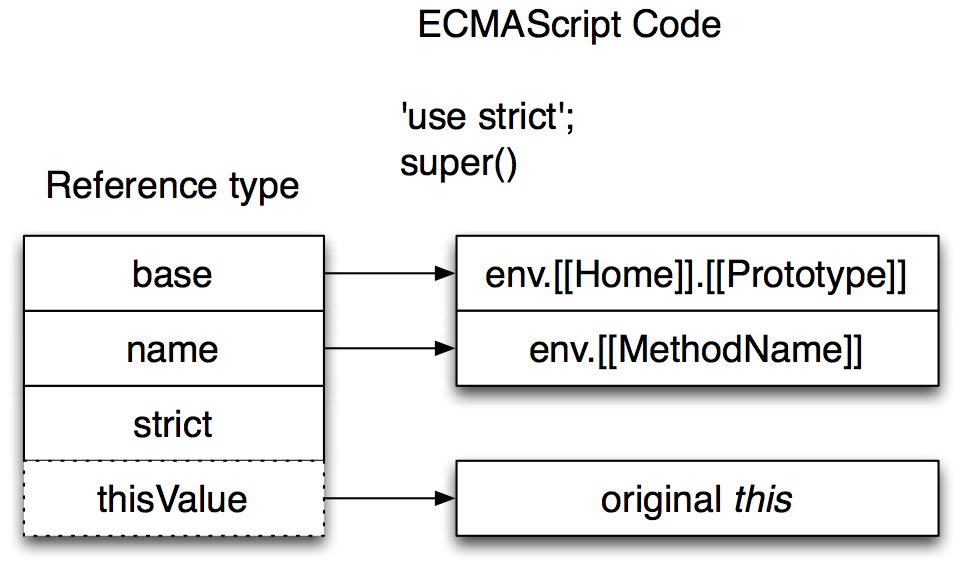 ECMAScript Code
'use strict';
super()
Reference type
base
env.[[Home]].[[Prototype]]
name
env.[[MethodName]]
strict
thisValue
original this